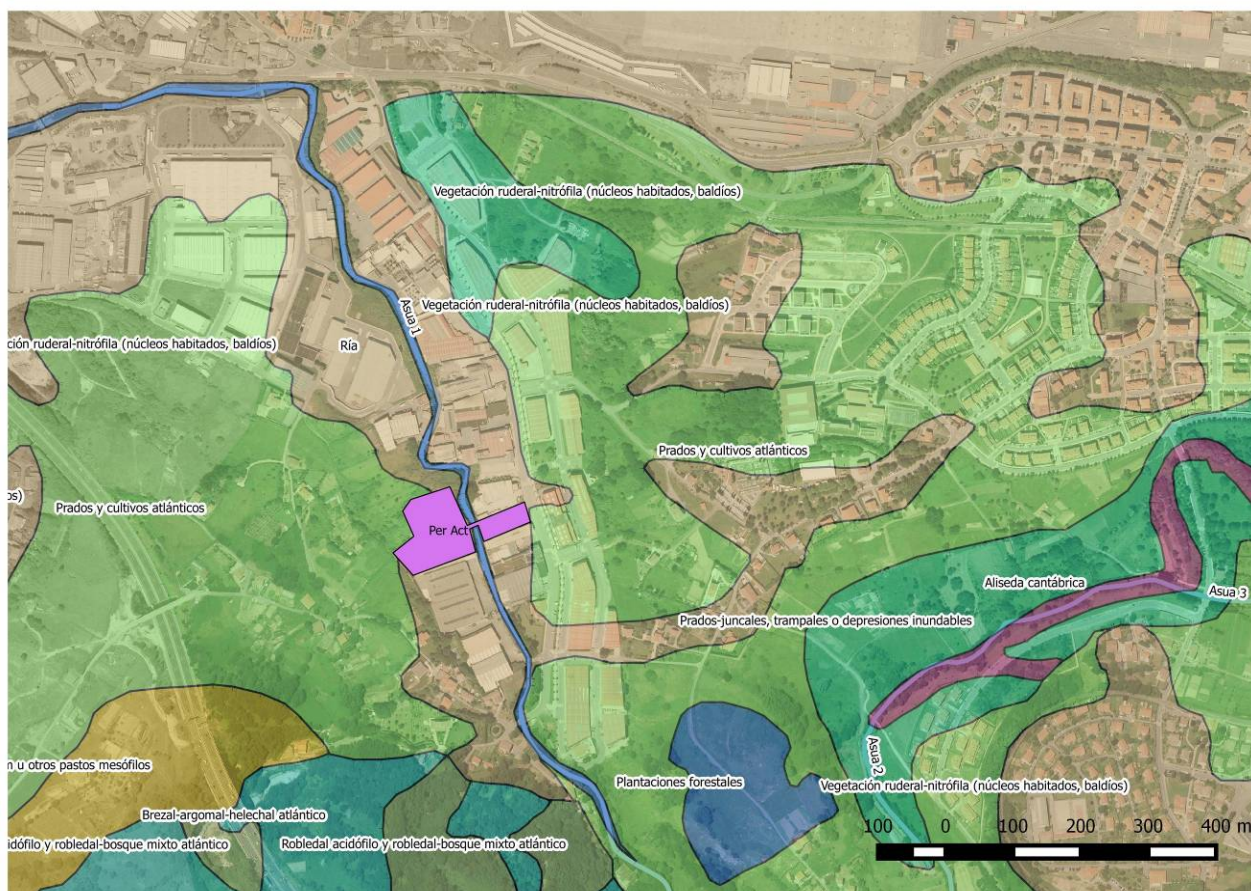 Vegetación ruderal-nitrófila (núcleos habitados, baldíos)
Vegetación ruderal-nitrófila (núcleos habitados, baldíos)
Asua 1
ción ruderal-nitrófila (núcleos habitados, baldíos)
Ría
Prados y cultivos atlánticos
os)
Prados y cultivos atlánticos
Per Act
Aliseda cantábrica
Asua 3
Prados-juncales, trampales o depresiones inundables
Asua 2
m u otros pastos mesófilos
Plantaciones forestales
Vegetación ruderal-nitrófila (núcleos habitados, baldíos)
Brezal-argomal-helechal atlántico
100 0 100 200 300 400 m
cidófilo y robledal-bosque mixto atlántico
Robledal acidófilo y robledal-bosque mixto atlántico